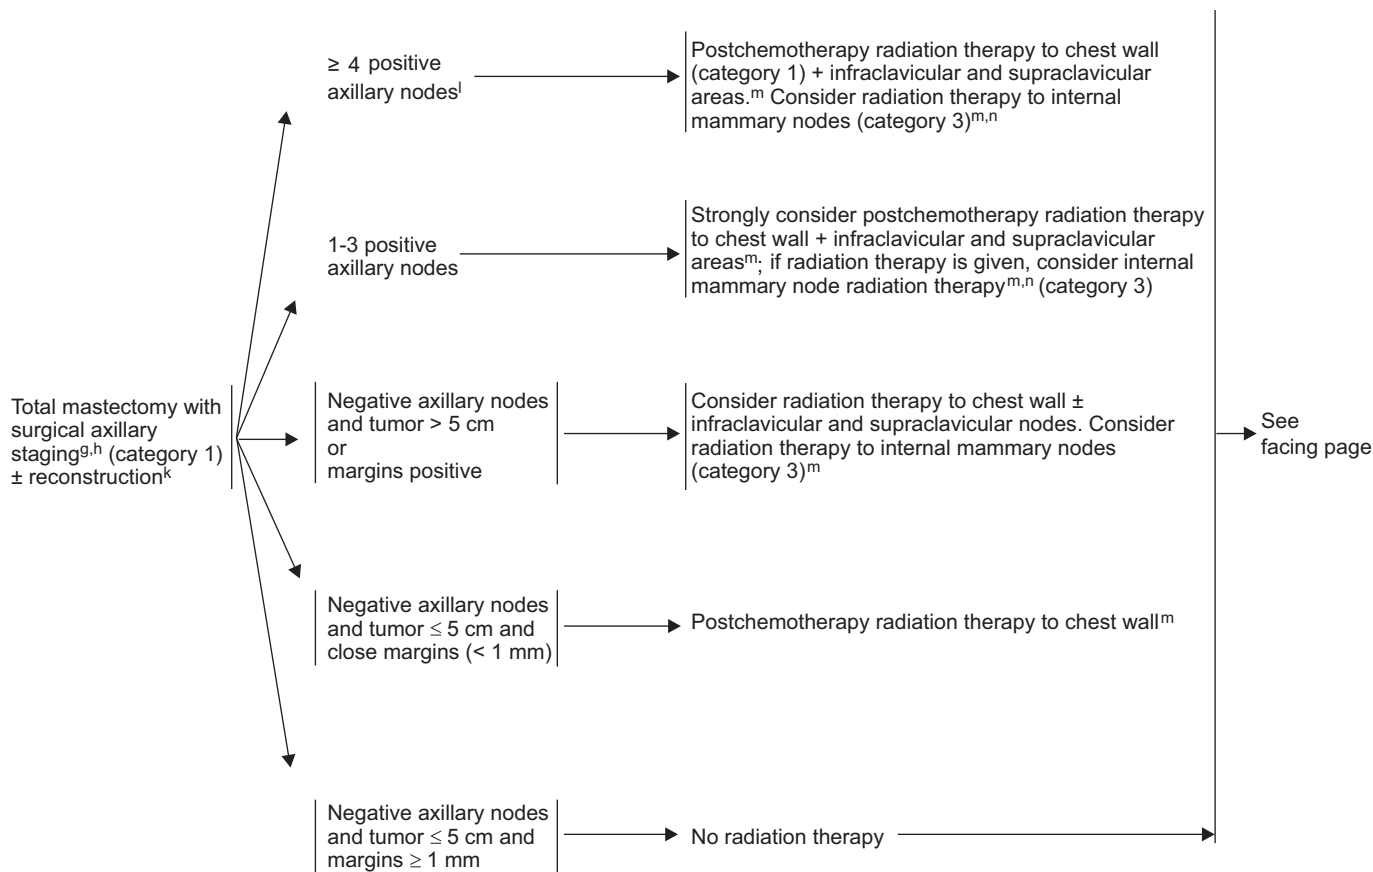 ≥ 4 positive
axillary nodesˡ
Postchemotherapy radiation therapy to chest wall
(category 1) + infraclavicular and supraclavicular
areas.ᵐ Consider radiation therapy to internal
mammary nodes (category 3)ᵐ,ⁿ
1-3 positive
axillary nodes
Strongly consider postchemotherapy radiation therapy
to chest wall + infraclavicular and supraclavicular
areasᵐ; if radiation therapy is given, consider internal
mammary node radiation therapyᵐ,ⁿ (category 3)
Total mastectomy with
surgical axillary
stagingᵍ,ʰ (category 1)
± reconstructionᵏ
Negative axillary nodes
and tumor > 5 cm
or
margins positive
Consider radiation therapy to chest wall ±
infraclavicular and supraclavicular nodes. Consider
radiation therapy to internal mammary nodes
(category 3)ᵐ
See
facing page
Negative axillary nodes
and tumor ≤ 5 cm and
close margins (< 1 mm)
Postchemotherapy radiation therapy to chest wallᵐ
Negative axillary nodes
and tumor ≤ 5 cm and
margins ≥ 1 mm
No radiation therapy